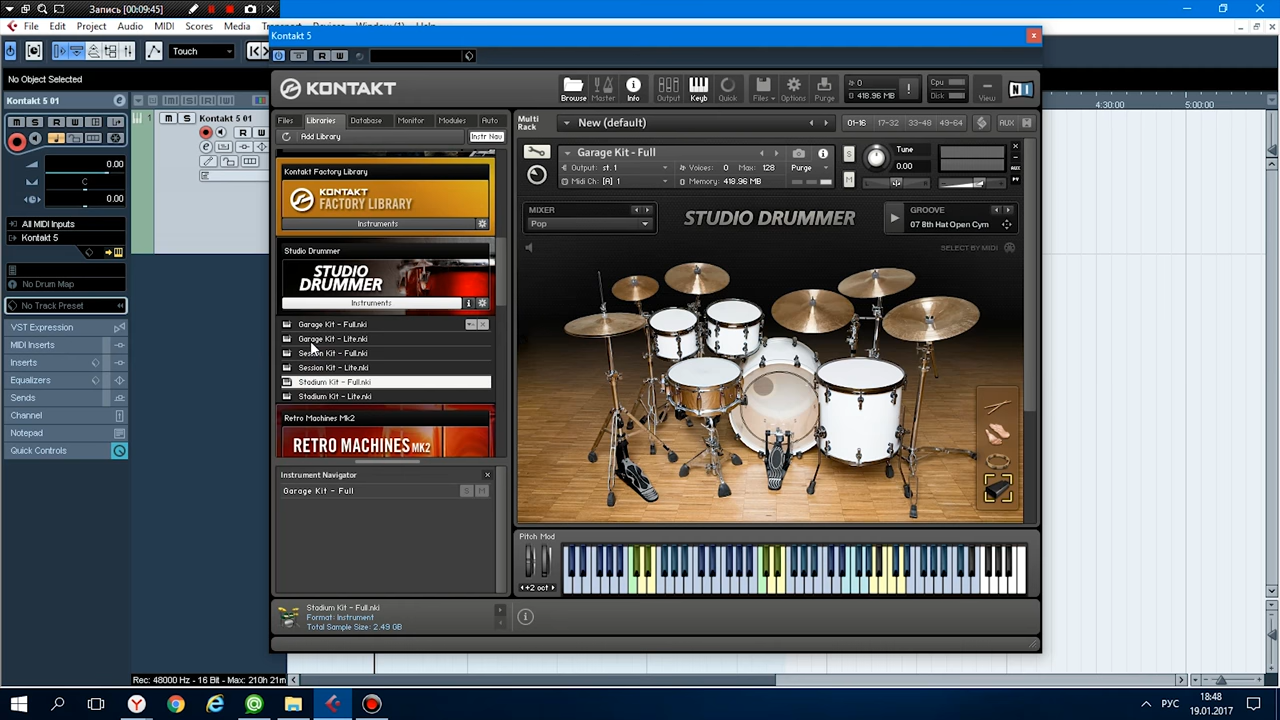 Запись [00:09:45]
File Edit Project Audio MIDI Scores Media
Kontakt 5
Touch
R W
No Object Selected
Kontakt 5 01
0.00
C
0.00
All MIDI Inputs
Kontakt 5
No Drum Map
No Track Preset
VST Expression
MIDI Inserts
Inserts
Equalizers
Sends
Channel
Notepad
Quick Controls
1
M S
Kontakt 5 01
R W
KONTAKT
Browse Master Info Output Keyb Quick Files Options Purge
0
418.96 MB
!
Cpu
Disk
View
Files Libraries Database Monitor Modules Auto
Add Library
Instr Nav
Kontakt Factory Library
KONTAKT
FACTORY LIBRARY
Instruments
Studio Drummer
STUDIO
DRUMMER
Instruments
Garage Kit - Full.nki
Garage Kit - Lite.nki
Session Kit - Full.nki
Session Kit - Lite.nki
Stadium Kit - Full.nki
Stadium Kit - Lite.nki
Retro Machines Mk2
RETRO MACHINES MK2
Instrument Navigator
Garage Kit - Full
S M
Stadium Kit - Full.nki
Format: Instrument
Total Sample Size: 2.49 GB
Multi
Rack
New (default)
01-16 17-32 33-48 49-64
AUX
Garage Kit - Full
Output: st. 1
Voices: 0
Max: 128
Purge
Midi Ch: [A] 1
Memory: 418.96 MB
S
M
Tune
0.00
MIXER
Pop
STUDIO DRUMMER
GROOVE
07 8th Hat Open Cym
SELECT BY MIDI
Pitch Mod
+2 oct
4:30:00
5:00:00
Rec: 48000 Hz - 16 Bit - Max: 210h 21m
РУС
18:48
19.01.2017